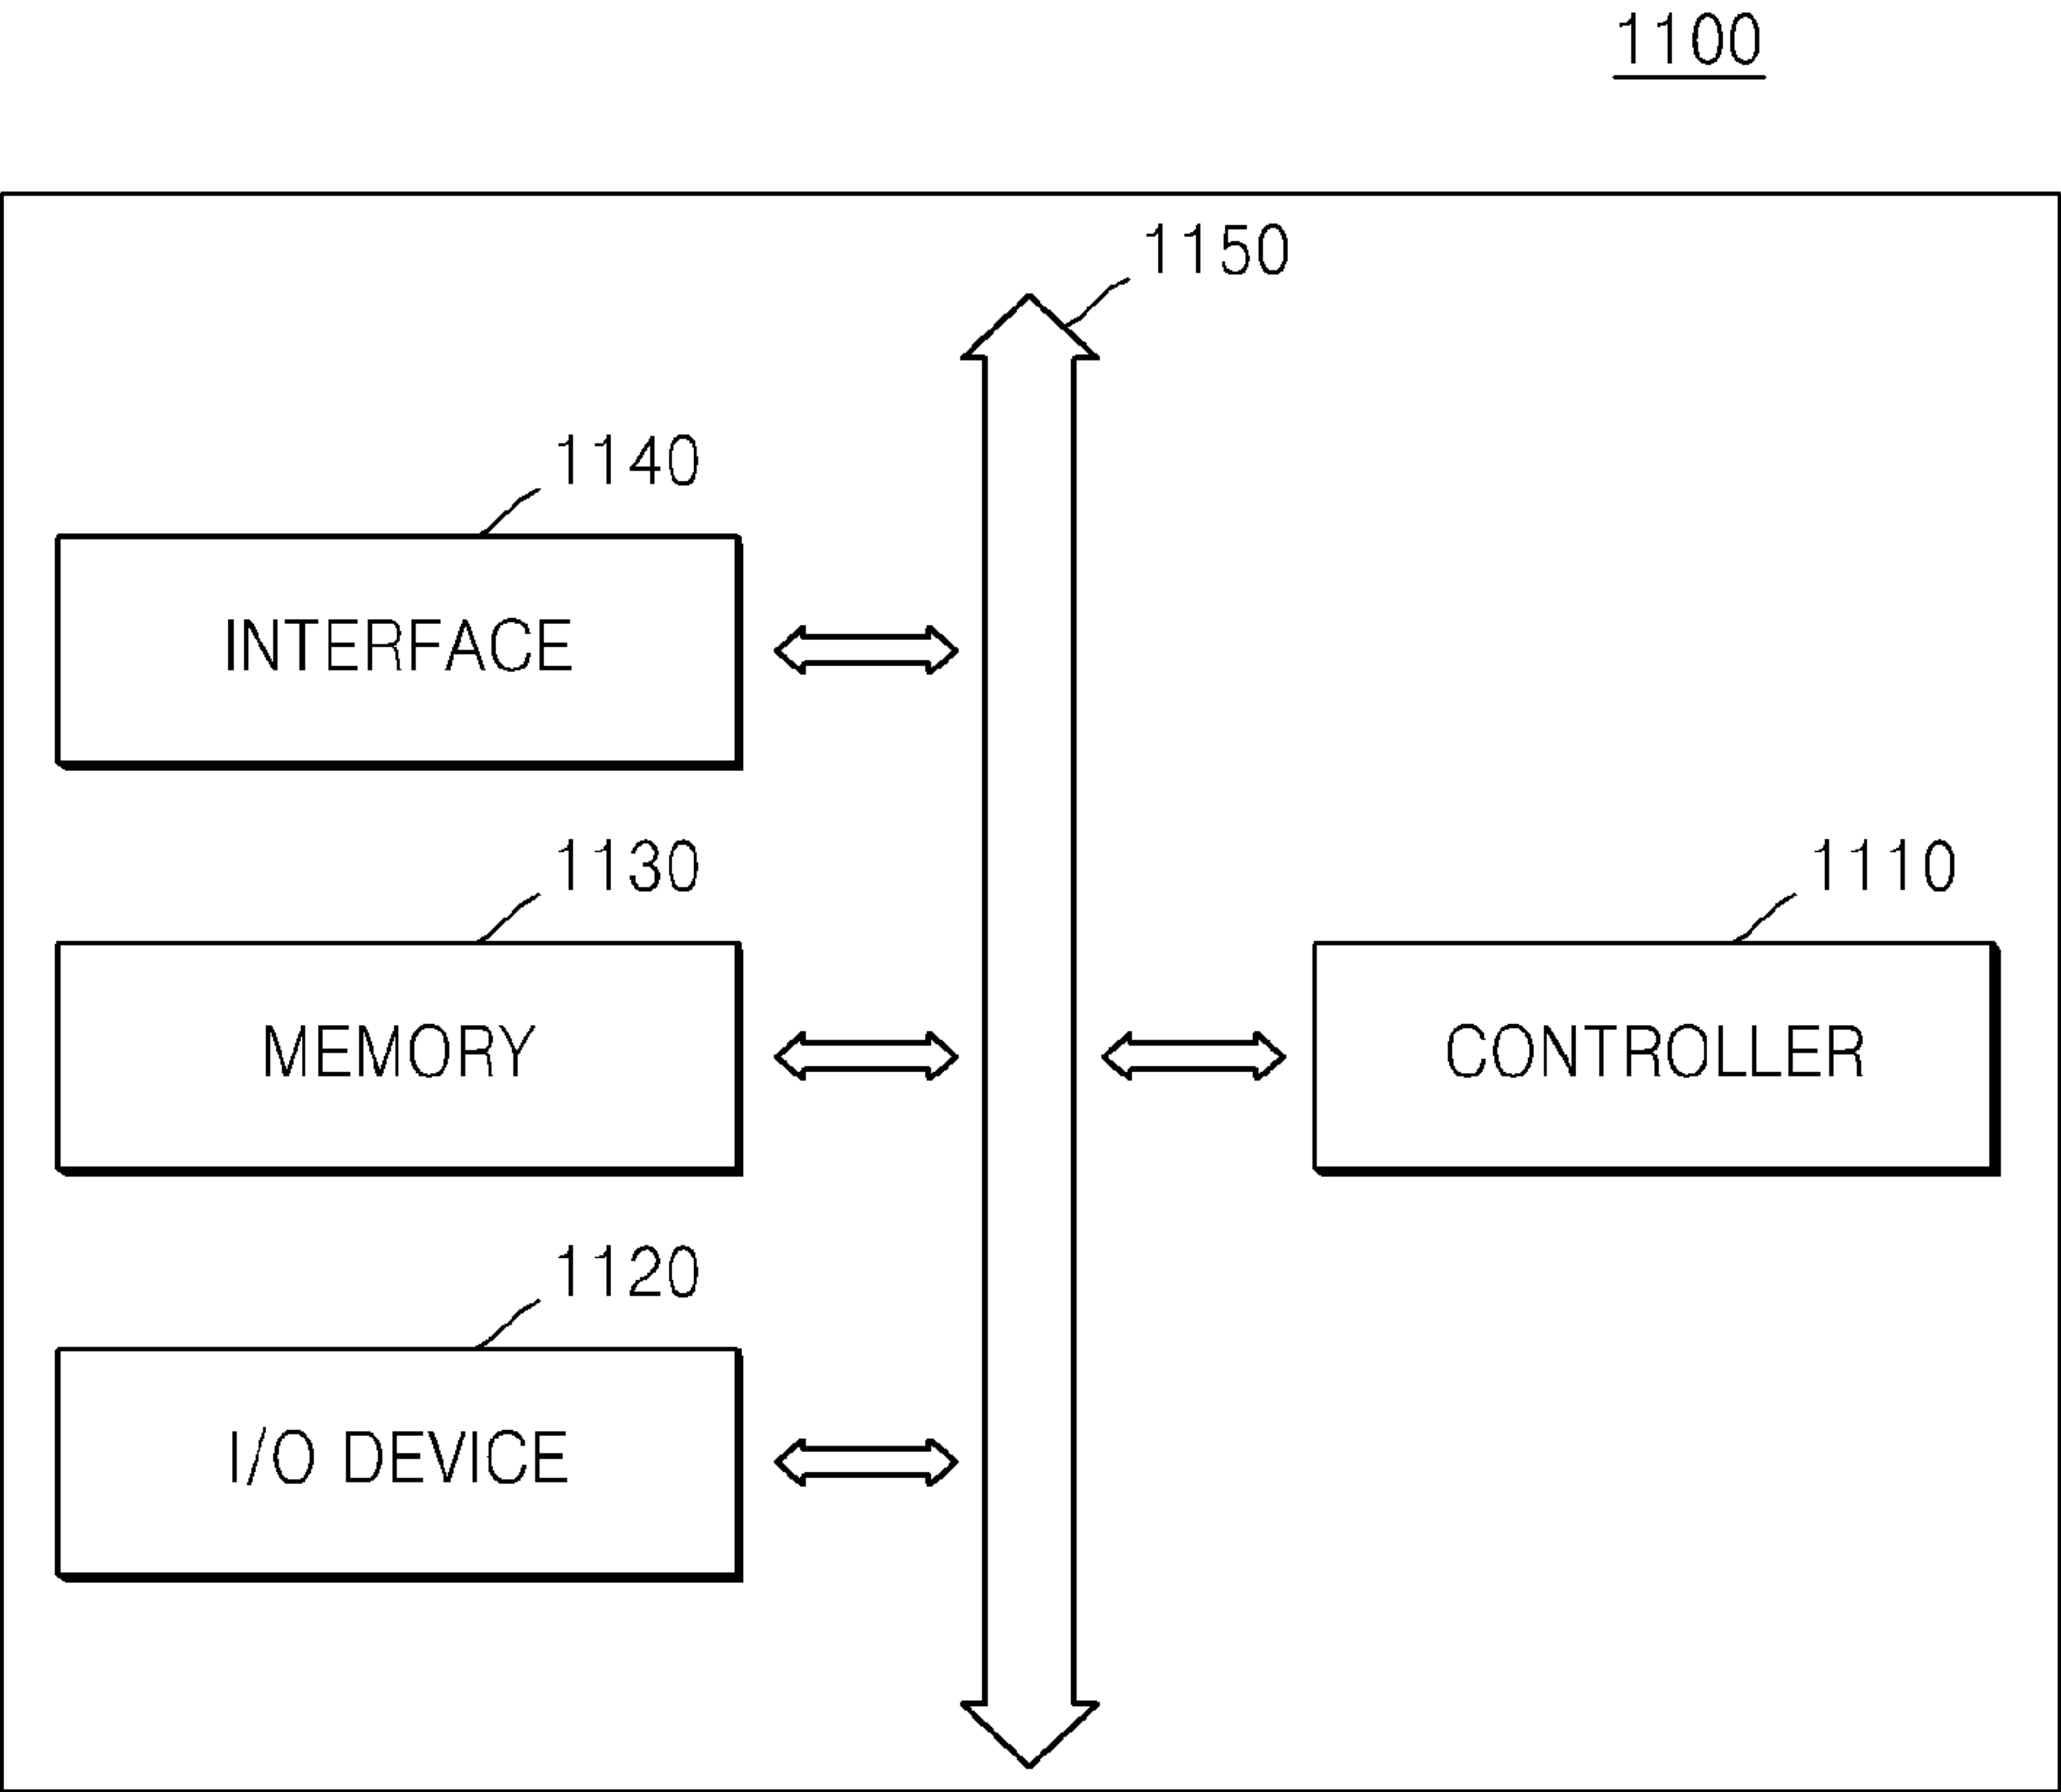 1100
1150
1140
INTERFACE
1130
1110
MEMORY
CONTROLLER
1120
I/O DEVICE